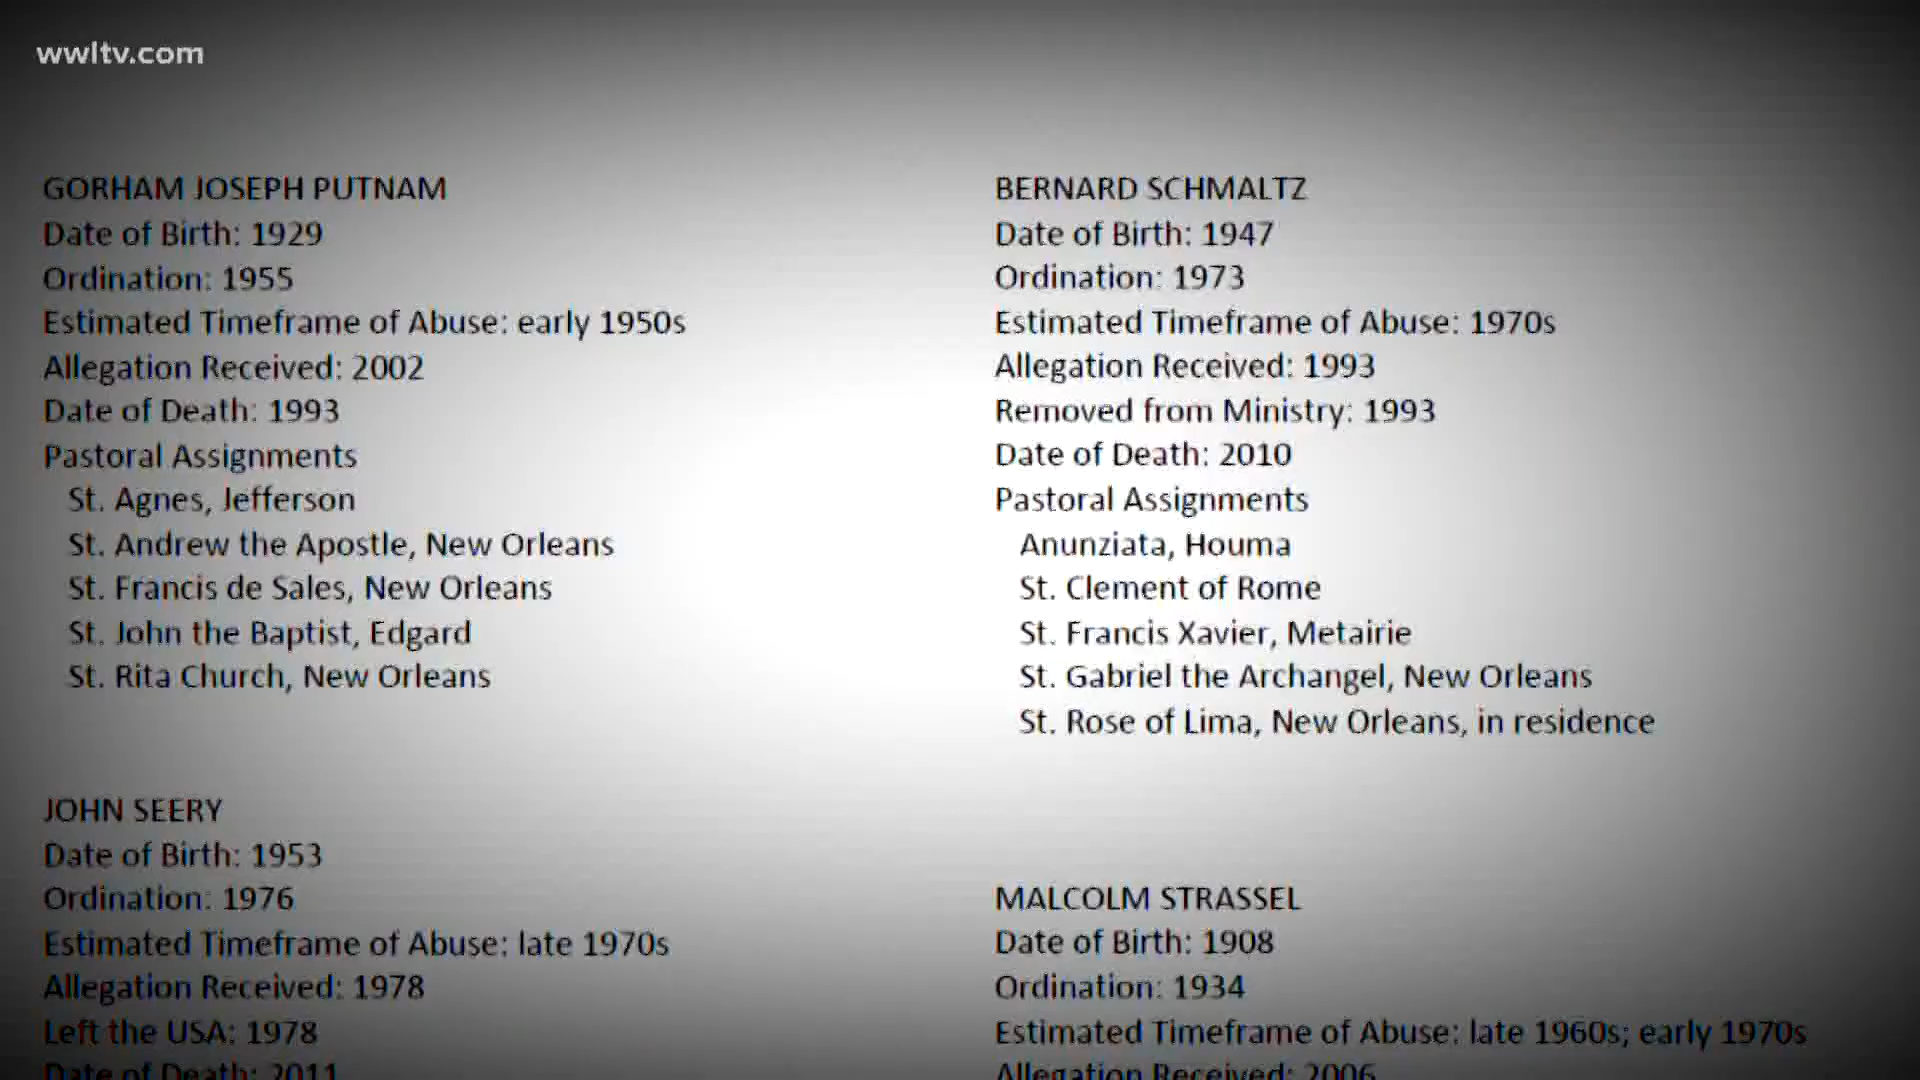 wwltv.com
GORHAM JOSEPH PUTNAM
Date of Birth: 1929
Ordination: 1955
Estimated Timeframe of Abuse: early 1950s
Allegation Received: 2002
Date of Death: 1993
Pastoral Assignments
St. Agnes, Jefferson
St. Andrew the Apostle, New Orleans
St. Francis de Sales, New Orleans
St. John the Baptist, Edgard
St. Rita Church, New Orleans
JOHN SEERY
Date of Birth: 1953
Ordination: 1976
Estimated Timeframe of Abuse: late 1970s
Allegation Received: 1978
Left the USA: 1978
Date of Death: 2011
BERNARD SCHMALTZ
Date of Birth: 1947
Ordination: 1973
Estimated Timeframe of Abuse: 1970s
Allegation Received: 1993
Removed from Ministry: 1993
Date of Death: 2010
Pastoral Assignments
Anunziata, Houma
St. Clement of Rome
St. Francis Xavier, Metairie
St. Gabriel the Archangel, New Orleans
St. Rose of Lima, New Orleans, in residence
MALCOLM STRASSEL
Date of Birth: 1908
Ordination: 1934
Estimated Timeframe of Abuse: late 1960s; early 1970s
Allegation Received: 2006